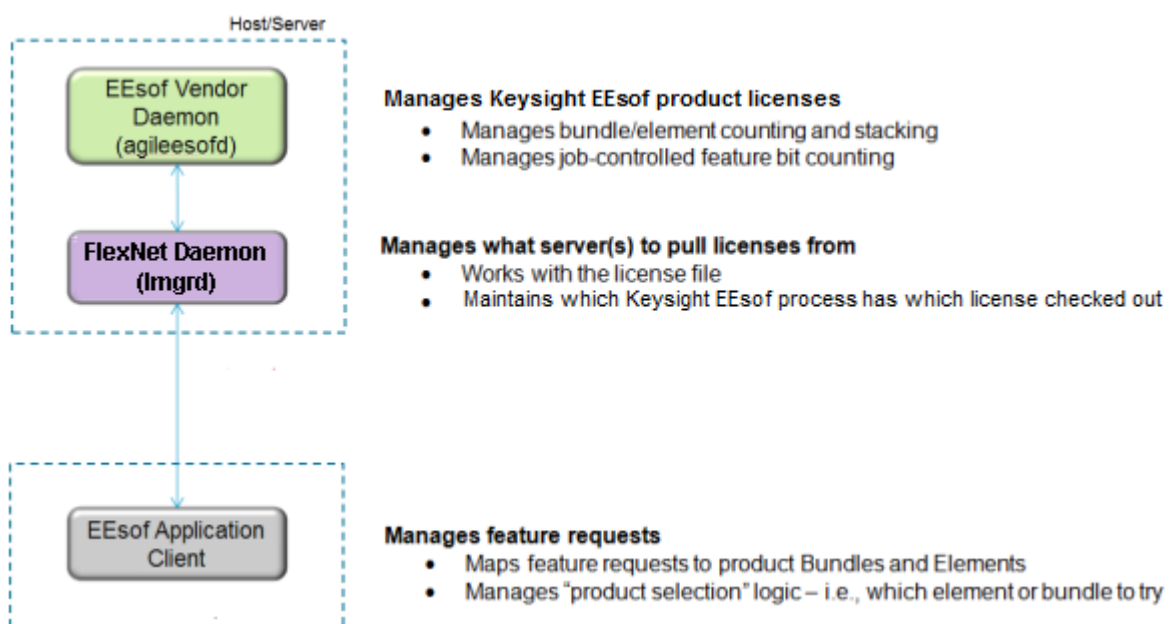 Host/Server
EEsof Vendor
Daemon
(agileesofd)
Manages Keysight EEsof product licenses
• Manages bundle/element counting and stacking
• Manages job-controlled feature bit counting
FlexNet Daemon
(lmgrd)
Manages what server(s) to pull licenses from
• Works with the license file
• Maintains which Keysight EEsof process has which license checked out
EEsof Application
Client
Manages feature requests
• Maps feature requests to product Bundles and Elements
• Manages “product selection” logic – i.e., which element or bundle to try